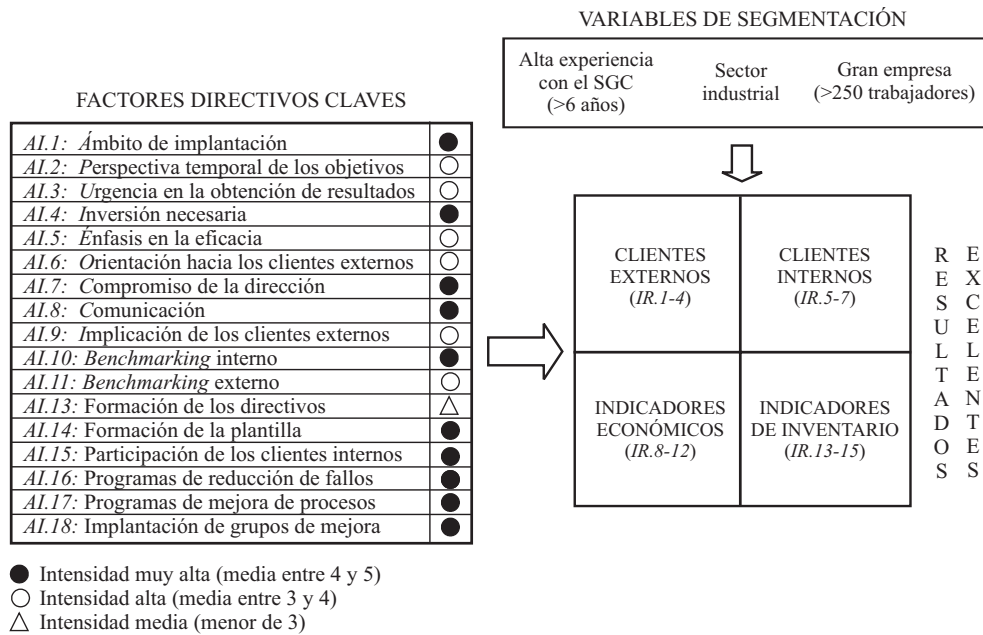 VARIABLES DE SEGMENTACIÓN
Alta experiencia
con el SGC
(>6 años)
Sector
industrial
Gran empresa
(>250 trabajadores)
FACTORES DIRECTIVOS CLAVES
AI.1: Ámbito de implantación
AI.2: Perspectiva temporal de los objetivos
AI.3: Urgencia en la obtención de resultados
AI.4: Inversión necesaria
AI.5: Énfasis en la eficacia
AI.6: Orientación hacia los clientes externos
AI.7: Compromiso de la dirección
AI.8: Comunicación
AI.9: Implicación de los clientes externos
AI.10: Benchmarking interno
AI.11: Benchmarking externo
AI.13: Formación de los directivos
AI.14: Formación de la plantilla
AI.15: Participación de los clientes internos
AI.16: Programas de reducción de fallos
AI.17: Programas de mejora de procesos
AI.18: Implantación de grupos de mejora
CLIENTES
EXTERNOS
(IR.1-4)
CLIENTES
INTERNOS
(IR.5-7)
INDICADORES
ECONÓMICOS
(IR.8-12)
INDICADORES
DE INVENTARIO
(IR.13-15)
RESULTADOS
EXCELENTES
Intensidad muy alta (media entre 4 y 5)
Intensidad alta (media entre 3 y 4)
Intensidad media (menor de 3)